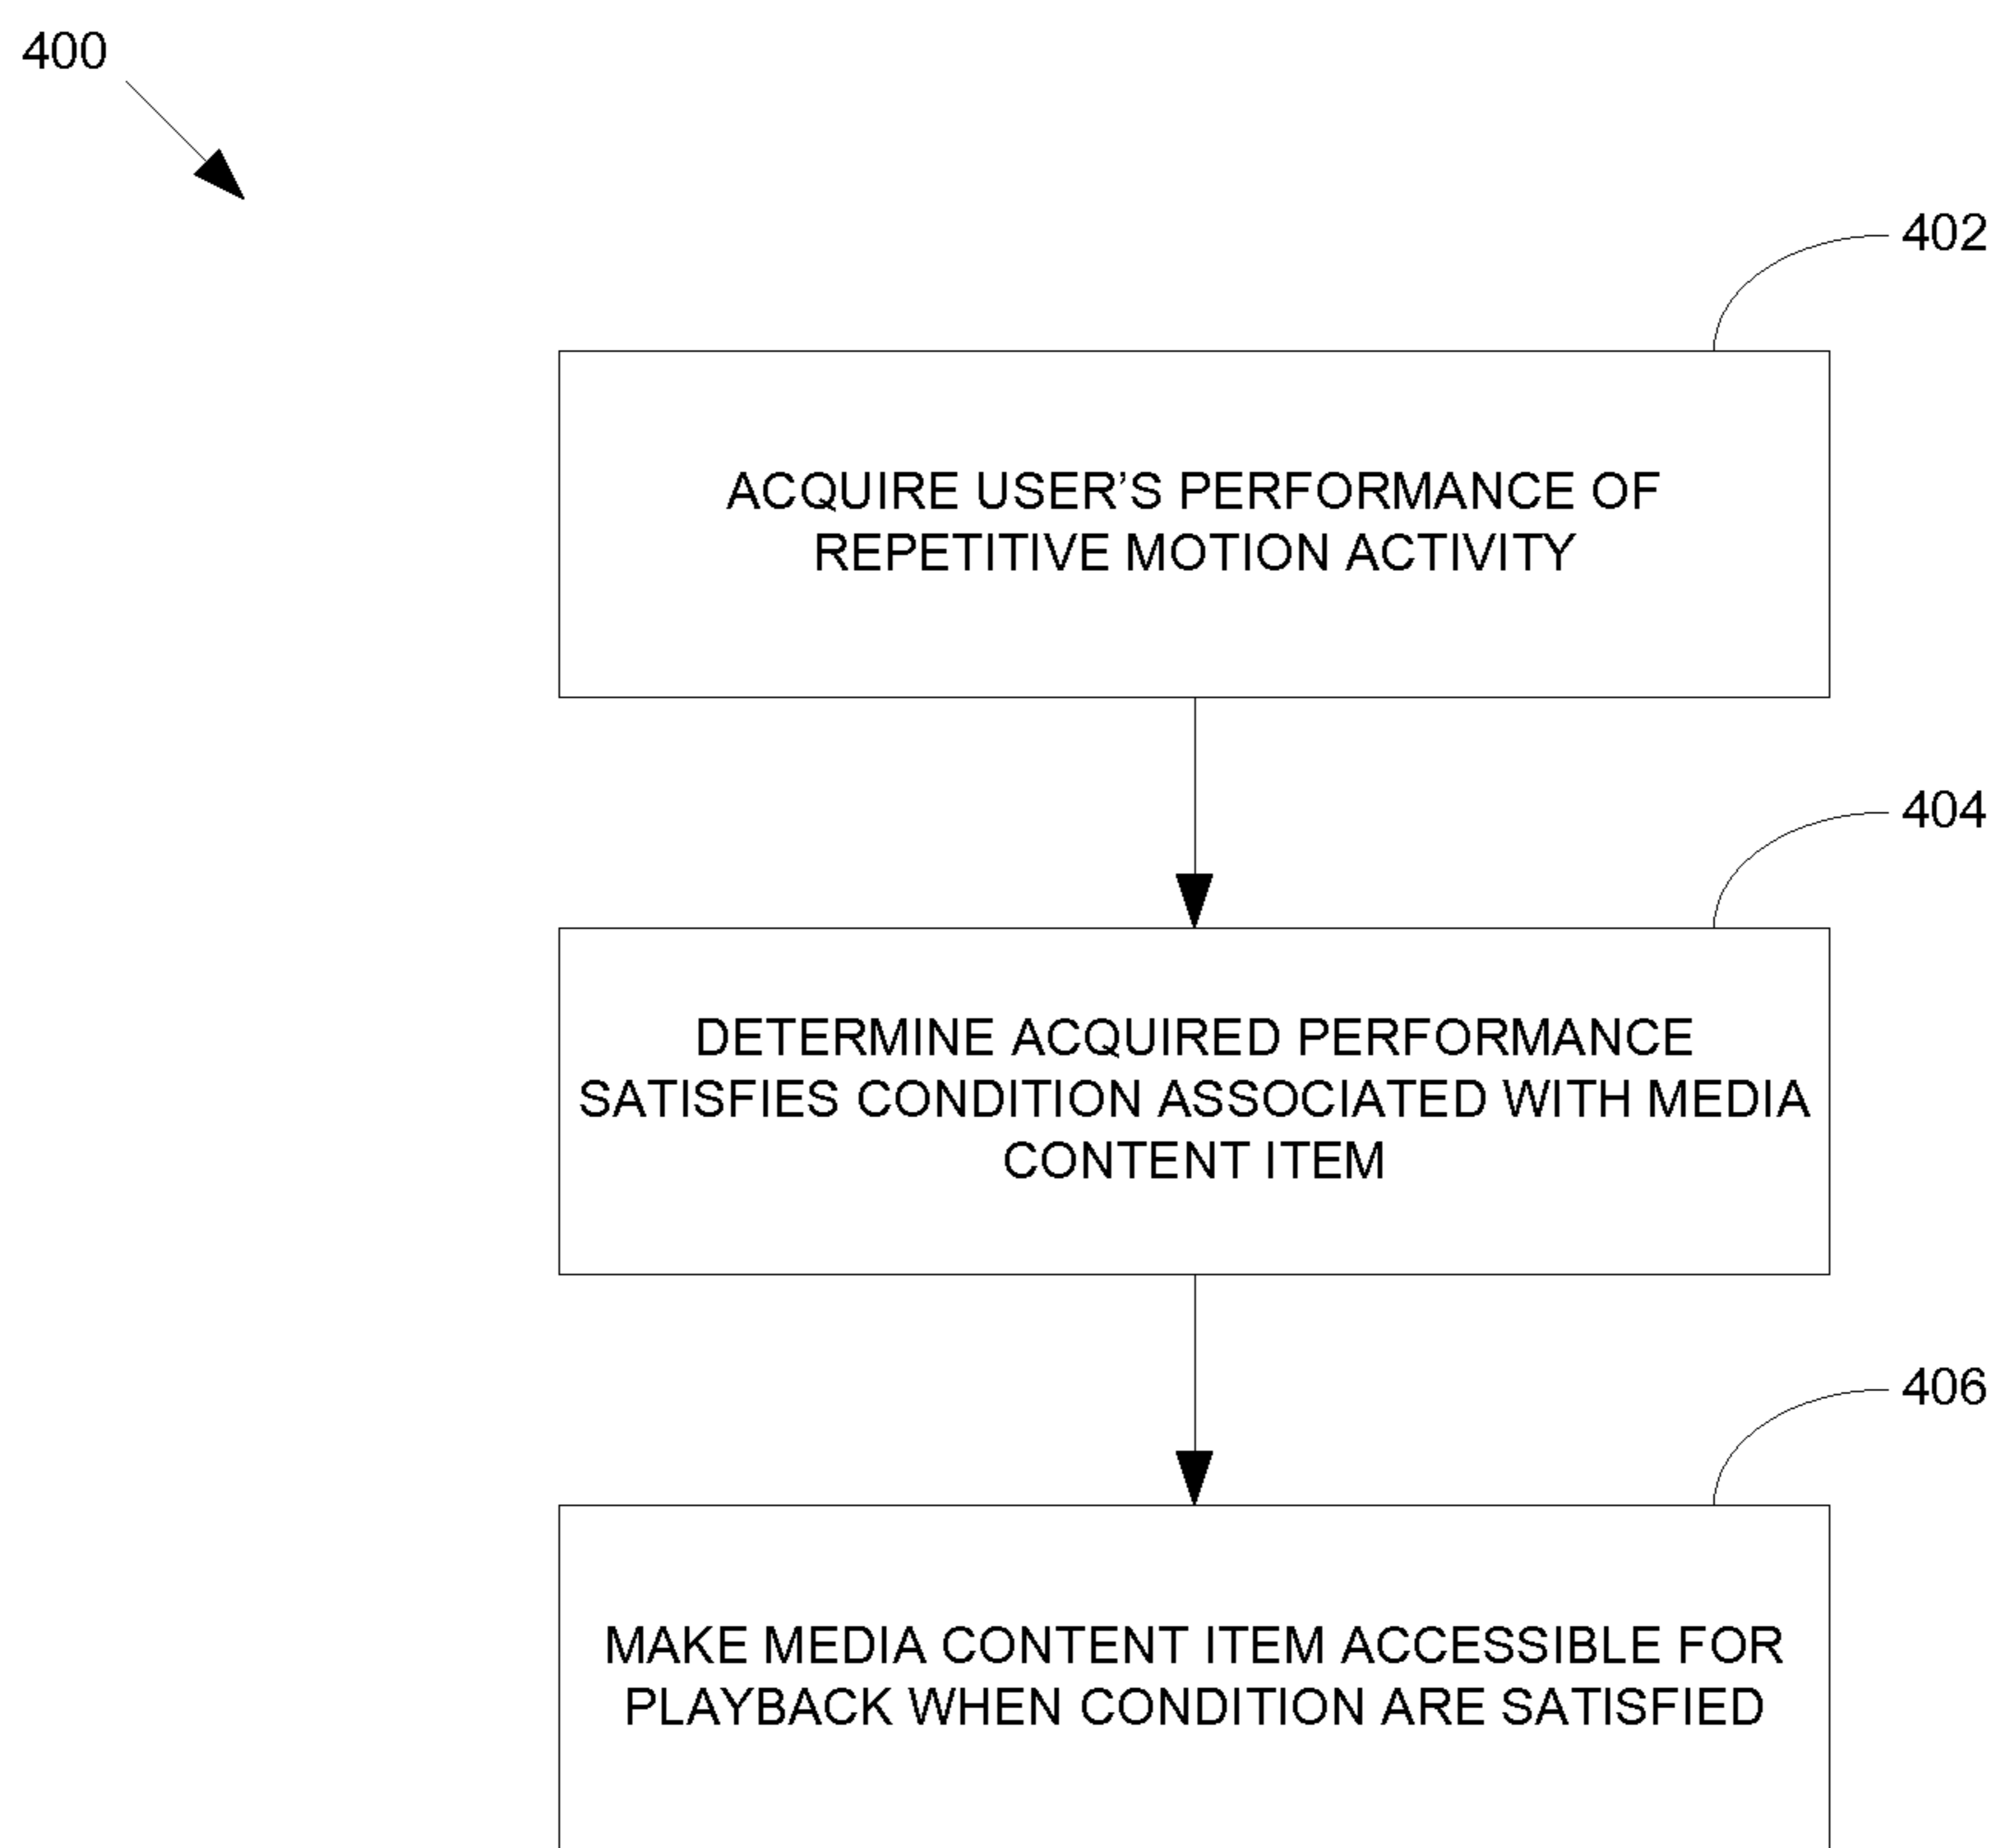 400
402
ACQUIRE USER’S PERFORMANCE OF
REPETITIVE MOTION ACTIVITY
404
DETERMINE ACQUIRED PERFORMANCE
SATISFIES CONDITION ASSOCIATED WITH MEDIA
CONTENT ITEM
406
MAKE MEDIA CONTENT ITEM ACCESSIBLE FOR
PLAYBACK WHEN CONDITION ARE SATISFIED